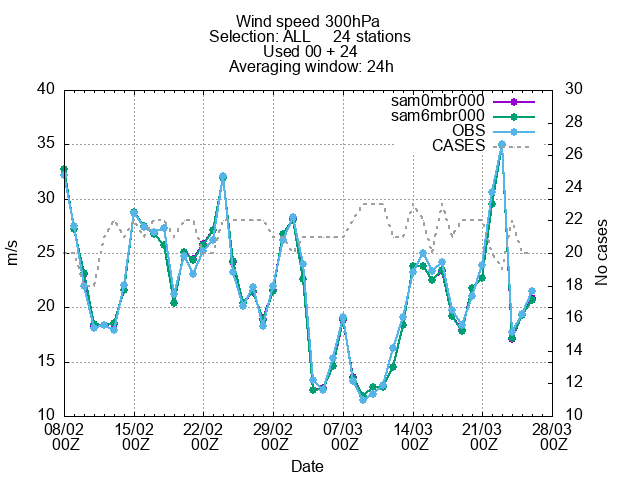 Wind speed 300hPa
Selection: ALL 24 stations
Used 00 + 24
Averaging window: 24h
40 30
sam0mbr000
28
sam6mbr000
OBS
35 CASES 26
24
30
22
m/s 25 20 No cases
18
20
16
15 14
12
10 10
08/02 15/02 22/02 29/02 07/03 14/03 21/03 28/03
00Z 00Z 00Z 00Z 00Z 00Z 00Z 00Z
Date